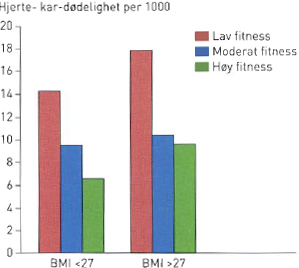 Hjerte- kar-dødelighet per 1000
20
18
16
14
12
10
8
6
4
2
0
Lav fitness
Moderat fitness
Høy fitness
BMI <27
BMI >27